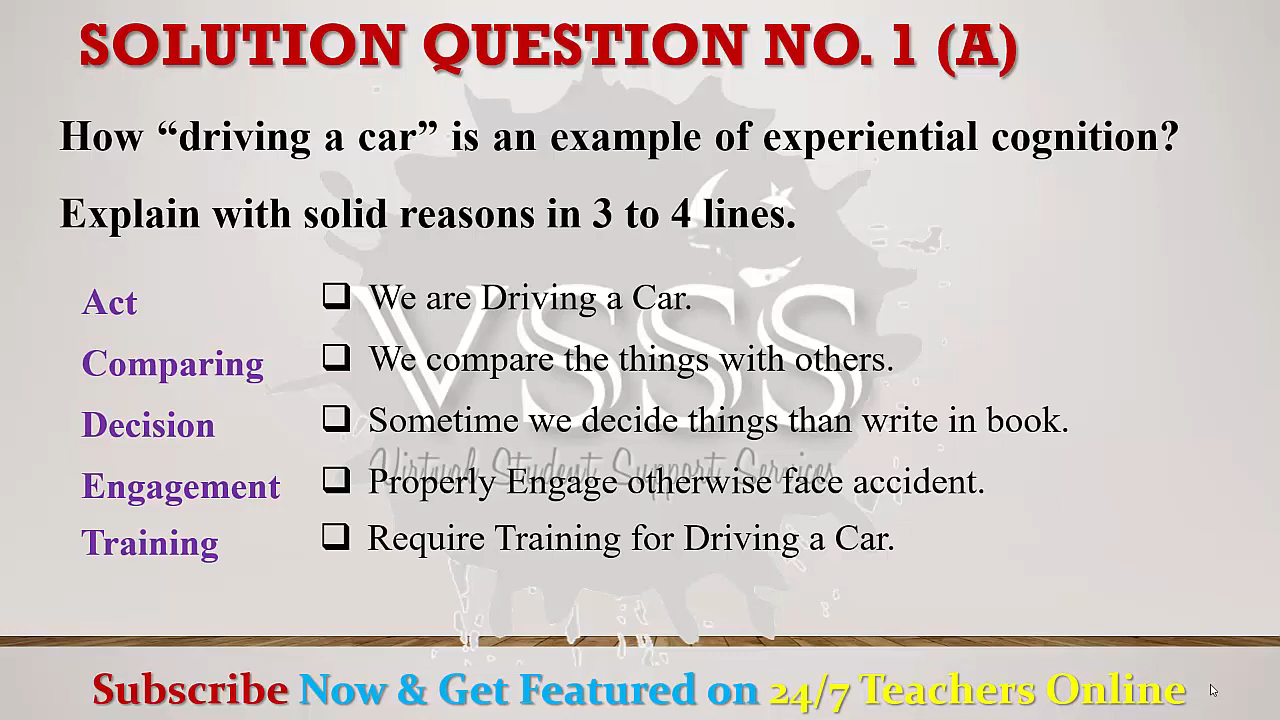 SOLUTION QUESTION NO. 1 (A)
How “driving a car” is an example of experiential cognition?
Explain with solid reasons in 3 to 4 lines.
Act ❑ We are Driving a Car.
Comparing ❑ We compare the things with others.
Decision ❑ Sometime we decide things than write in book.
Engagement ❑ Properly Engage otherwise face accident.
Training ❑ Require Training for Driving a Car.
VSSS
Virtual Student Support Services
Subscribe Now & Get Featured on 24/7 Teachers Online